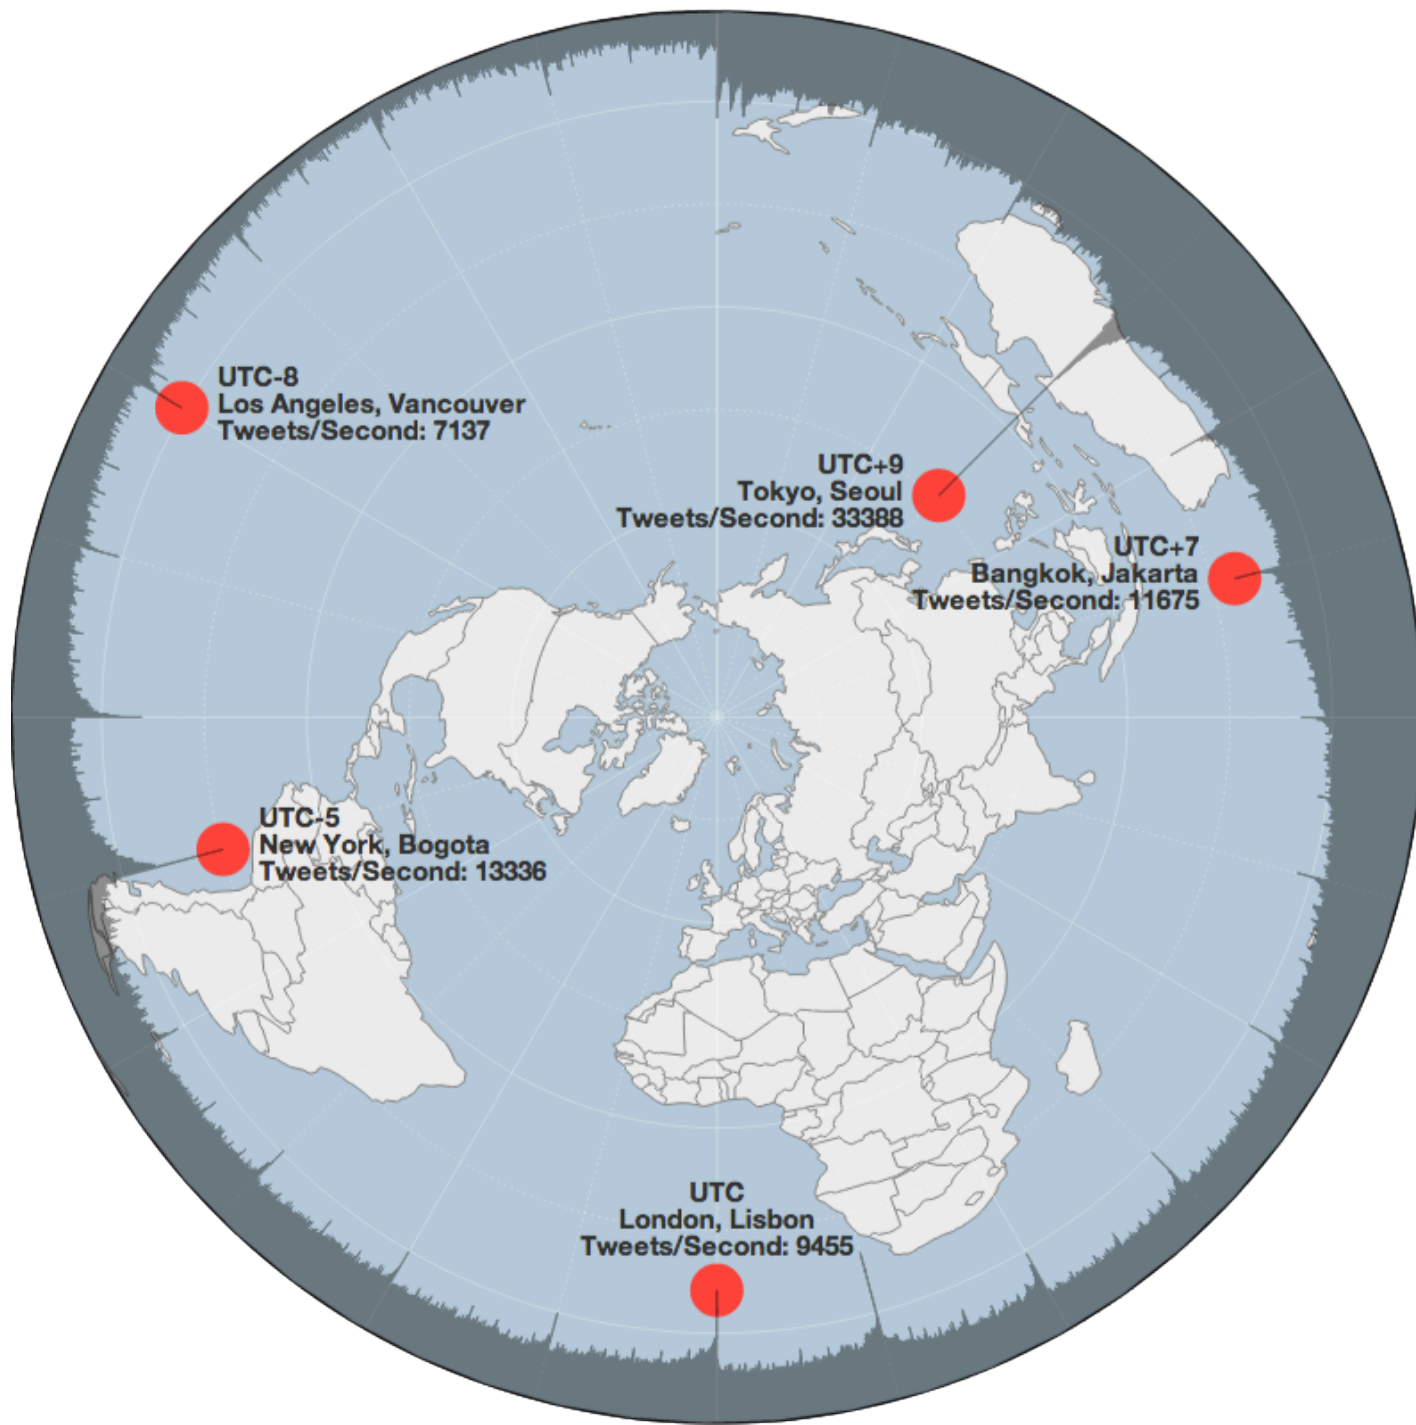 UTC-8
Los Angeles, Vancouver
Tweets/Second: 7137
UTC+9
Tokyo, Seoul
Tweets/Second: 33388
UTC+7
Bangkok, Jakarta
Tweets/Second: 11675
UTC-5
New York, Bogota
Tweets/Second: 13336
UTC
London, Lisbon
Tweets/Second: 9455